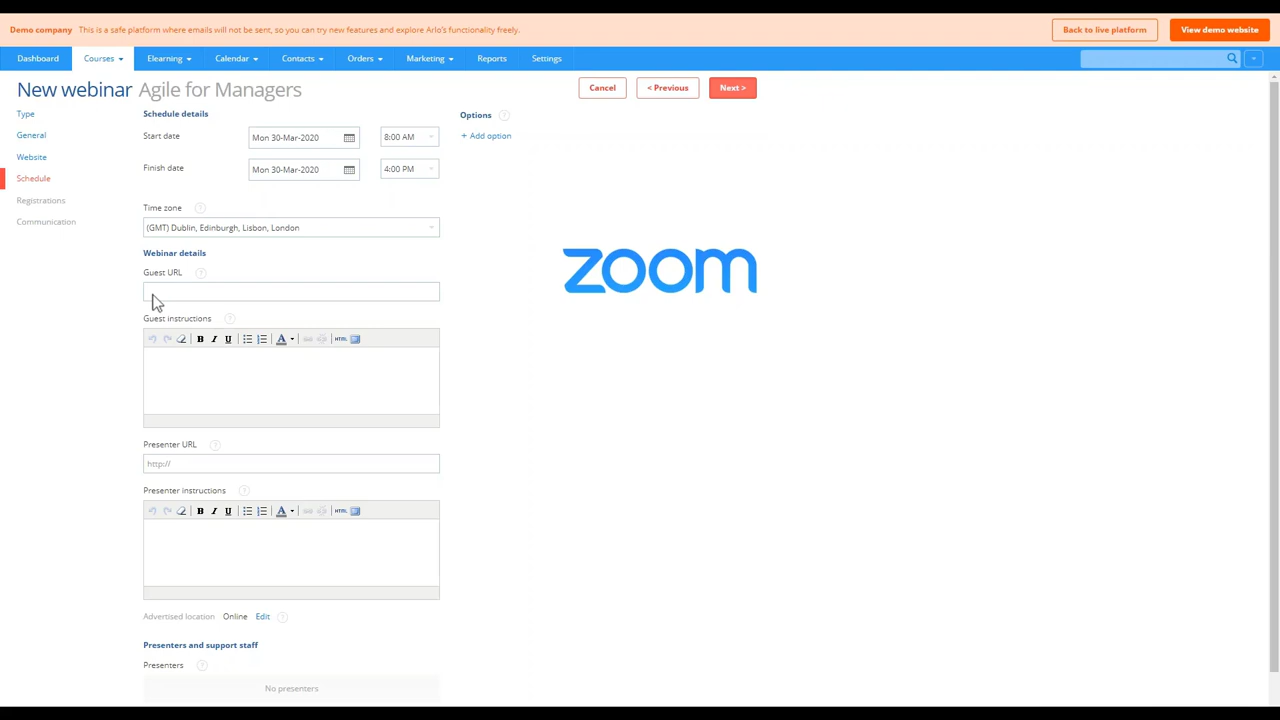 Demo company This is a safe platform where emails will not be sent, so you can try new features and explore Arlo's functionality freely.
Back to live platform
View demo website
Dashboard Courses Elearning Calendar Contacts Orders Marketing Reports Settings
New webinar Agile for Managers
Cancel
< Previous
Next >
Type
General
Website
Schedule
Registrations
Communication
Schedule details
Start date Mon 30-Mar-2020 8:00 AM
Finish date Mon 30-Mar-2020 4:00 PM
Time zone ?
(GMT) Dublin, Edinburgh, Lisbon, London
Webinar details
Guest URL ?
Guest instructions ?
B I U A HTML
Presenter URL ?
http://
Presenter instructions ?
B I U A HTML
Advertised location Online Edit ?
Presenters and support staff
Presenters ?
No presenters
Options ?
+ Add option
zoom